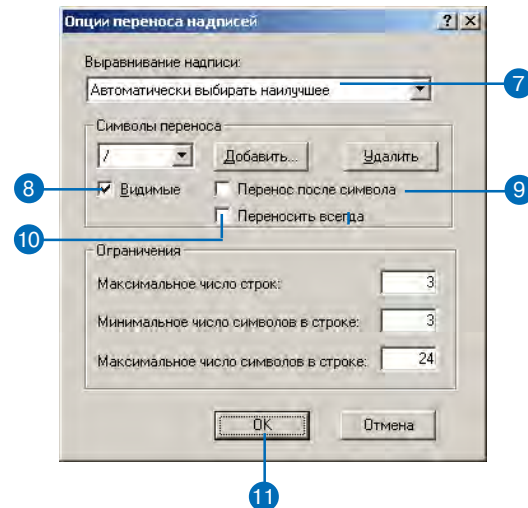 Опции переноса надписей ? ×
Выравнивание надписи:
Автоматически выбирать наилучшее
7
Символы переноса
/ Добавить... Удалить
8
Видимые Перенос после символа
9
10
Переносить всегда
Ограничения
Максимальное число строк: 3
Минимальное число символов в строке: 3
Максимальное число символов в строке: 24
OK Отмена
11